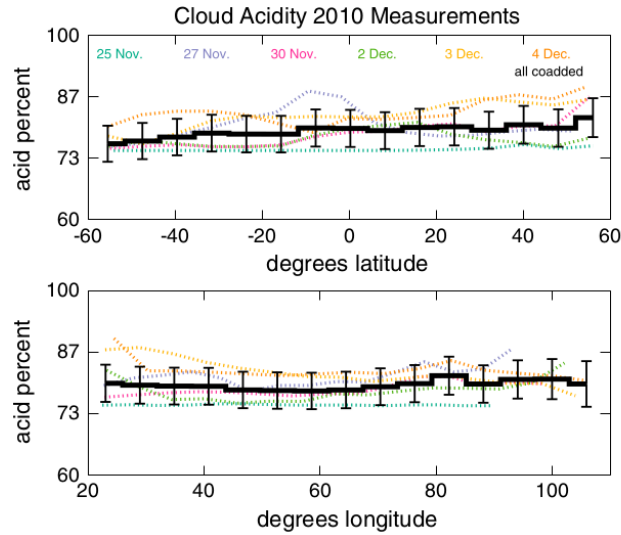 Cloud Acidity 2010 Measurements
100
25 Nov. 27 Nov. 30 Nov. 2 Dec. 3 Dec. 4 Dec.
all coadded
87
acid percent
73
60
-60 -40 -20 0 20 40 60
degrees latitude
100
87
acid percent
73
60
20 40 60 80 100
degrees longitude